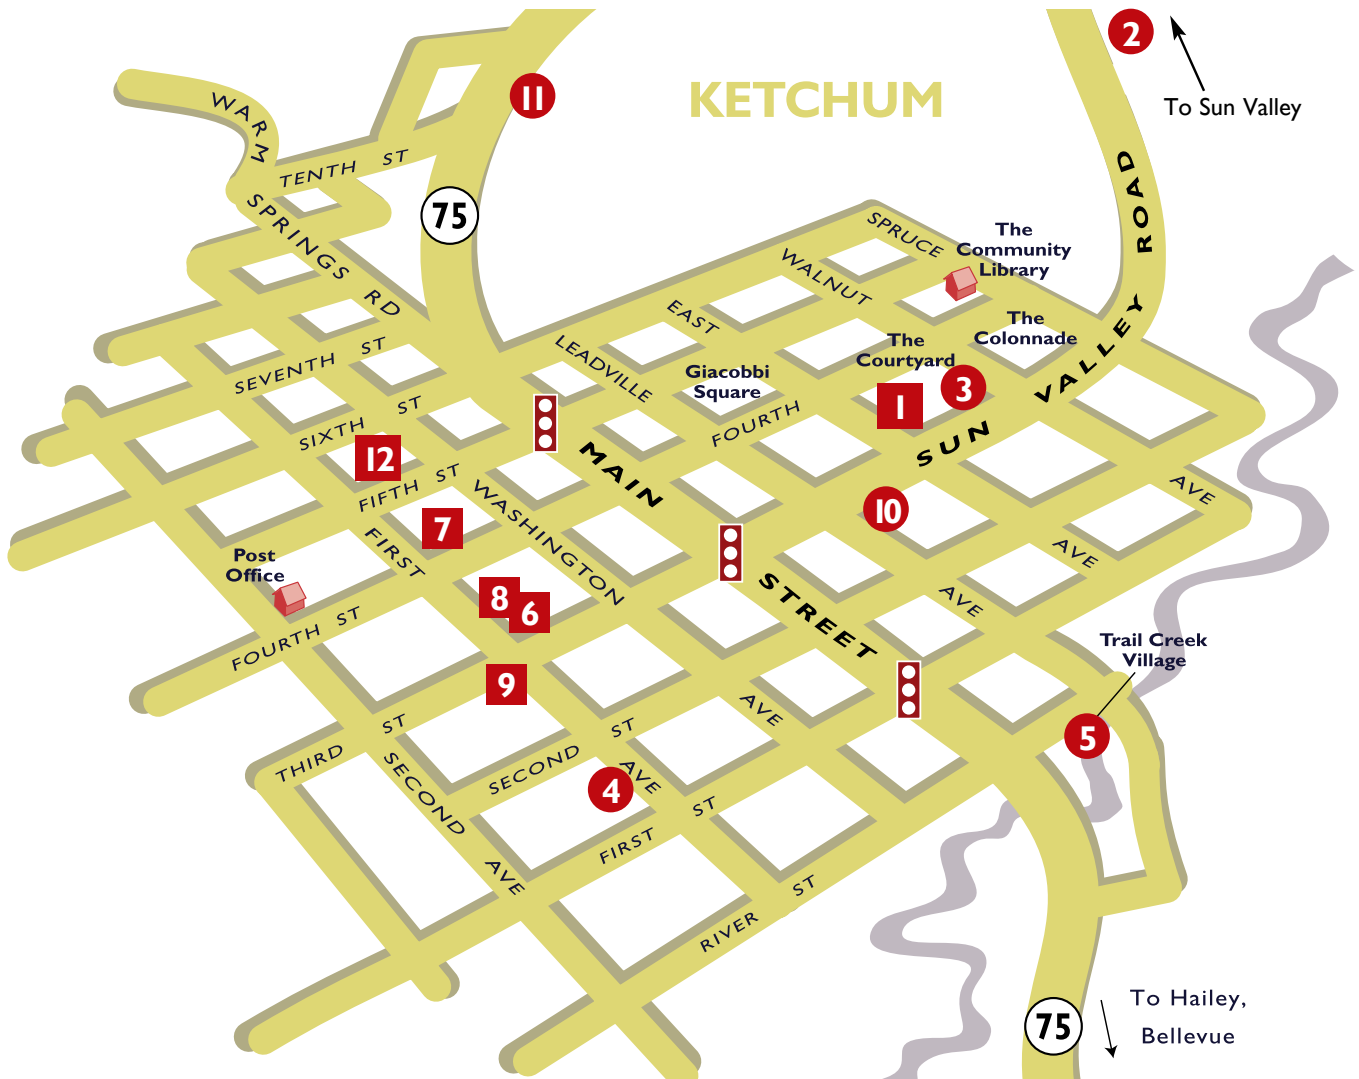 KETCHUM
2
To Sun Valley
11
WARM
SPRINGS RD
TENTH ST
75
SPRUCE
The
Community
Library
WALNUT
EAST
LEADVILLE
The
Colonnade
The
Courtyard
Giacobbi
Square
1
3
SUN VALLEY ROAD
SEVENTH ST
SIXTH ST
12
FIFTH ST
FOURTH
MAIN
STREET
WASHINGTON
10
AVE
AVE
AVE
7
FIRST
Post
Office
8
6
FOURTH ST
9
Trail Creek
Village
5
AVE
THIRD ST
SECOND ST
SECOND AVE
AVE
4
FIRST ST
RIVER ST
75
To Hailey,
Bellevue